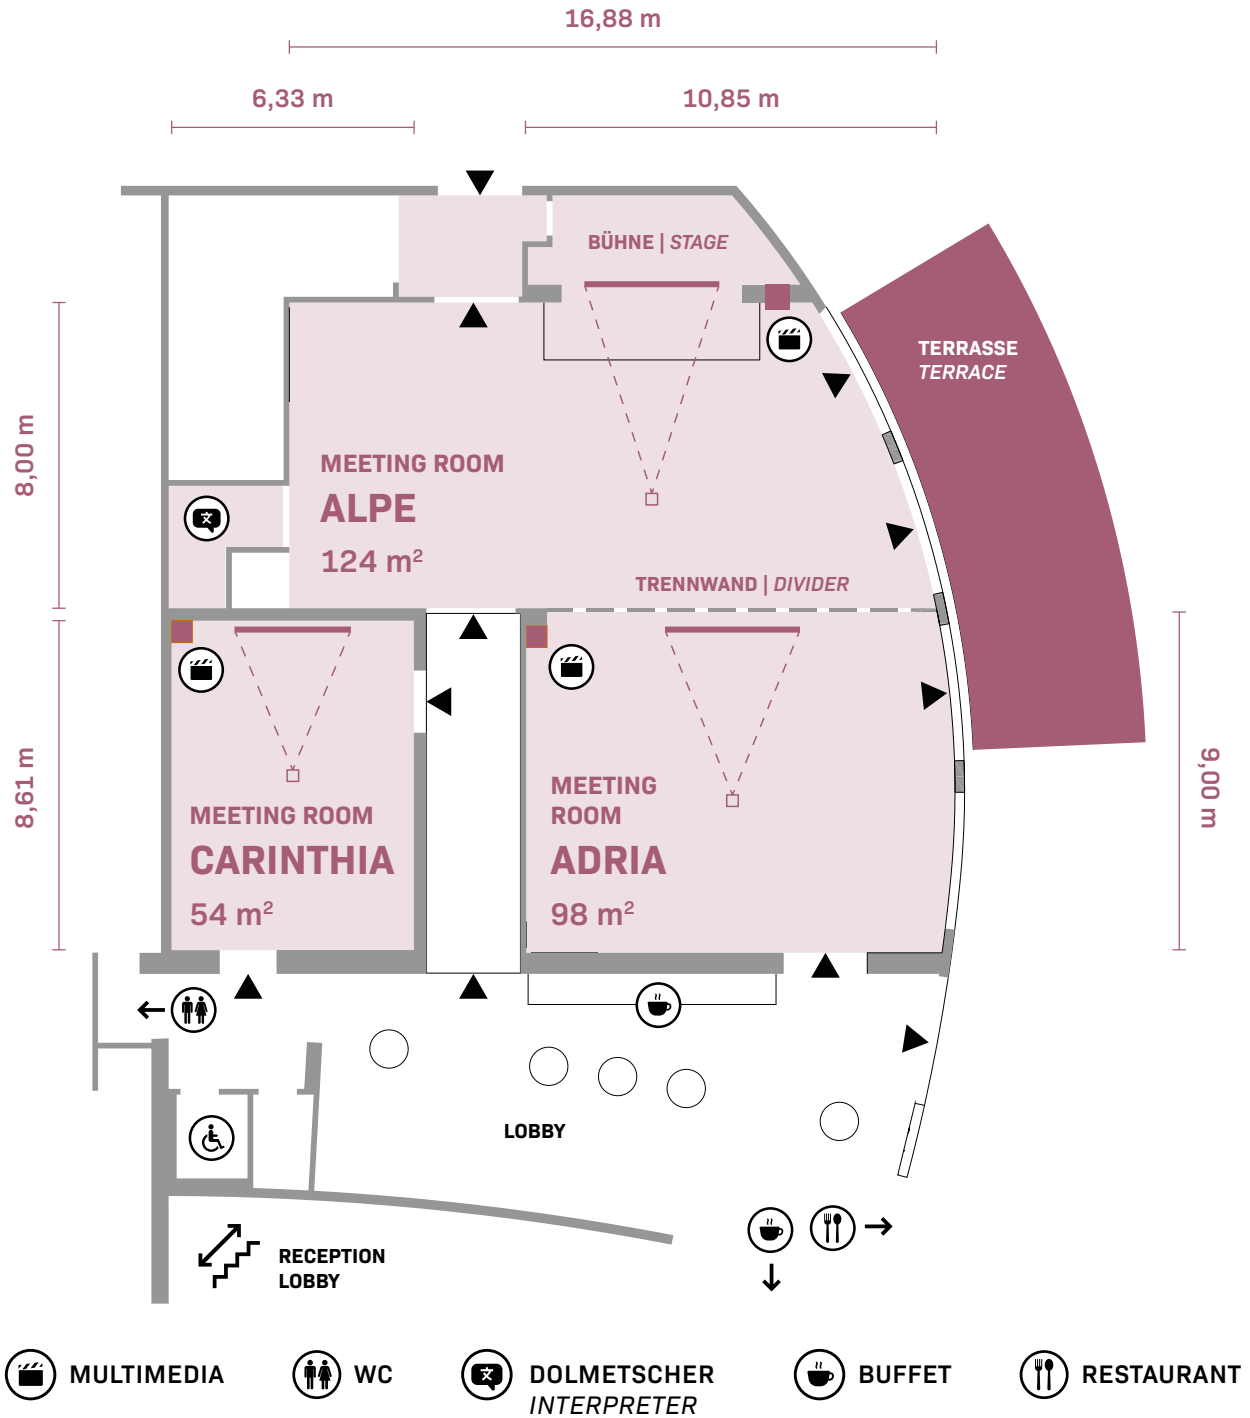 16,88 m
6,33 m
10,85 m
BÜHNE | STAGE
TERRASSE
TERRACE
8,00 m
MEETING ROOM
ALPE
124 m²
TRENNWAND | DIVIDER
8,61 m
9,00 m
MEETING ROOM
CARINTHIA
54 m²
MEETING
ROOM
ADRIA
98 m²
LOBBY
RECEPTION
LOBBY
MULTIMEDIA
WC
DOLMETSCHER
INTERPRETER
BUFFET
RESTAURANT